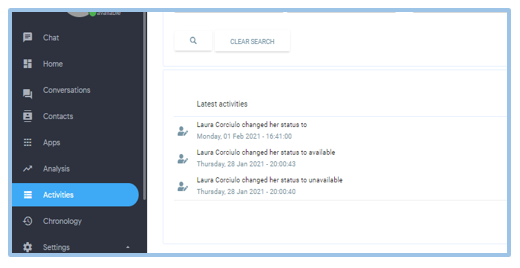 available
Chat
Home
Conversations
Contacts
Apps
Analysis
Activities
Chronology
Settings
CLEAR SEARCH
Latest activities
Laura Corciulo changed her status to
Monday, 01 Feb 2021 - 16:41:00
Laura Corciulo changed her status to available
Thursday, 28 Jan 2021 - 20:00:43
Laura Corciulo changed her status to unavailable
Thursday, 28 Jan 2021 - 20:00:40